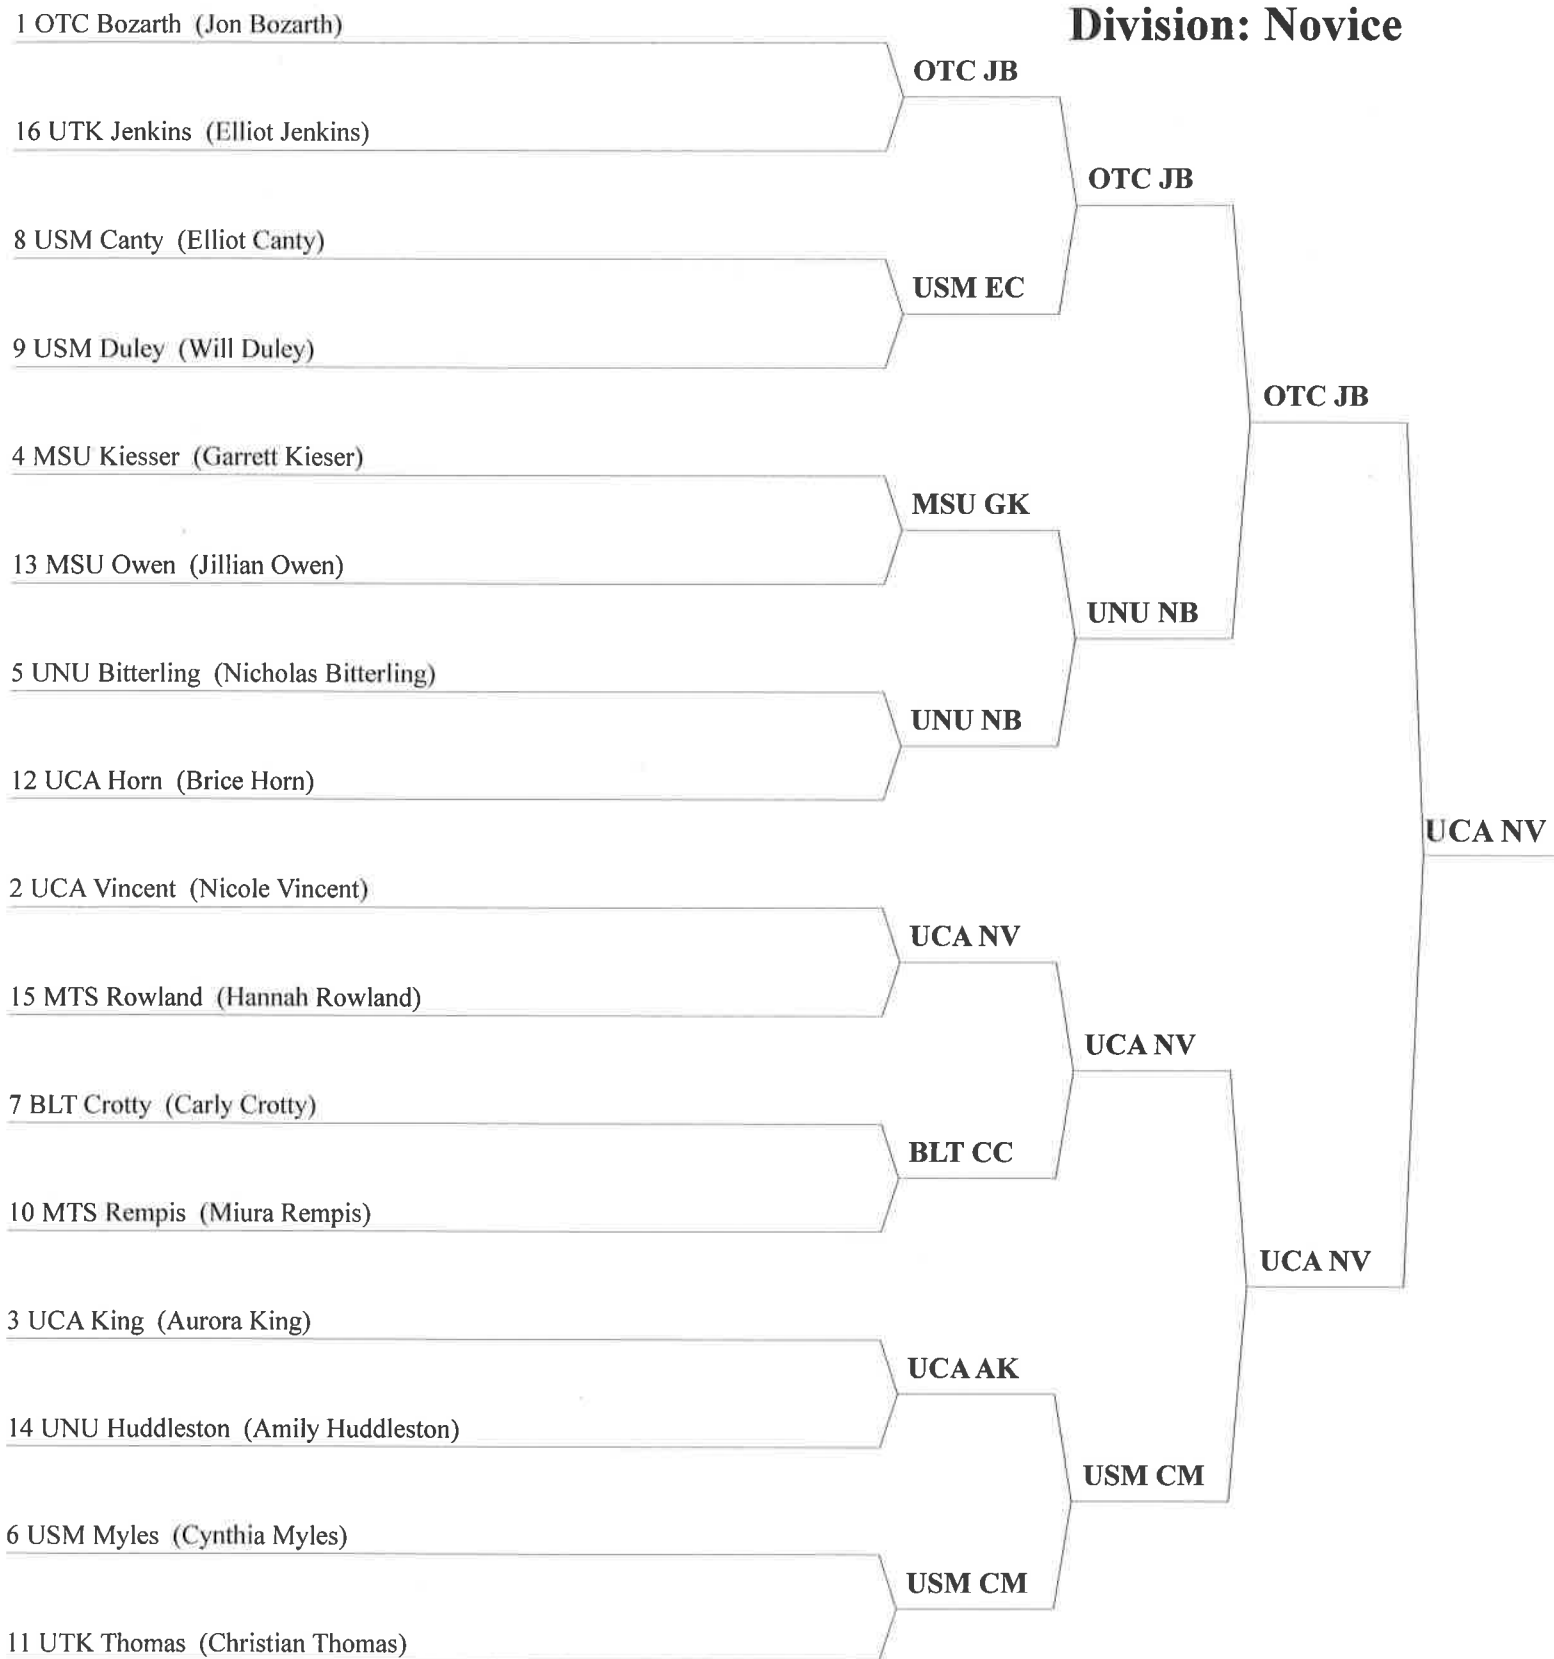 Division: Novice
1 OTC Bozarth (Jon Bozarth)
OTC JB
16 UTK Jenkins (Elliot Jenkins)
OTC JB
8 USM Canty (Elliot Canty)
USM EC
9 USM Duley (Will Duley)
OTC JB
4 MSU Kiesser (Garrett Kieser)
MSU GK
13 MSU Owen (Jillian Owen)
UNU NB
5 UNU Bitterling (Nicholas Bitterling)
UNU NB
12 UCA Horn (Brice Horn)
UCA NV
2 UCA Vincent (Nicole Vincent)
UCA NV
15 MTS Rowland (Hannah Rowland)
UCA NV
7 BLT Crotty (Carly Crotty)
BLT CC
10 MTS Rempis (Miura Rempis)
UCA NV
3 UCA King (Aurora King)
UCA AK
14 UNU Huddleston (Amily Huddleston)
USM CM
6 USM Myles (Cynthia Myles)
USM CM
11 UTK Thomas (Christian Thomas)